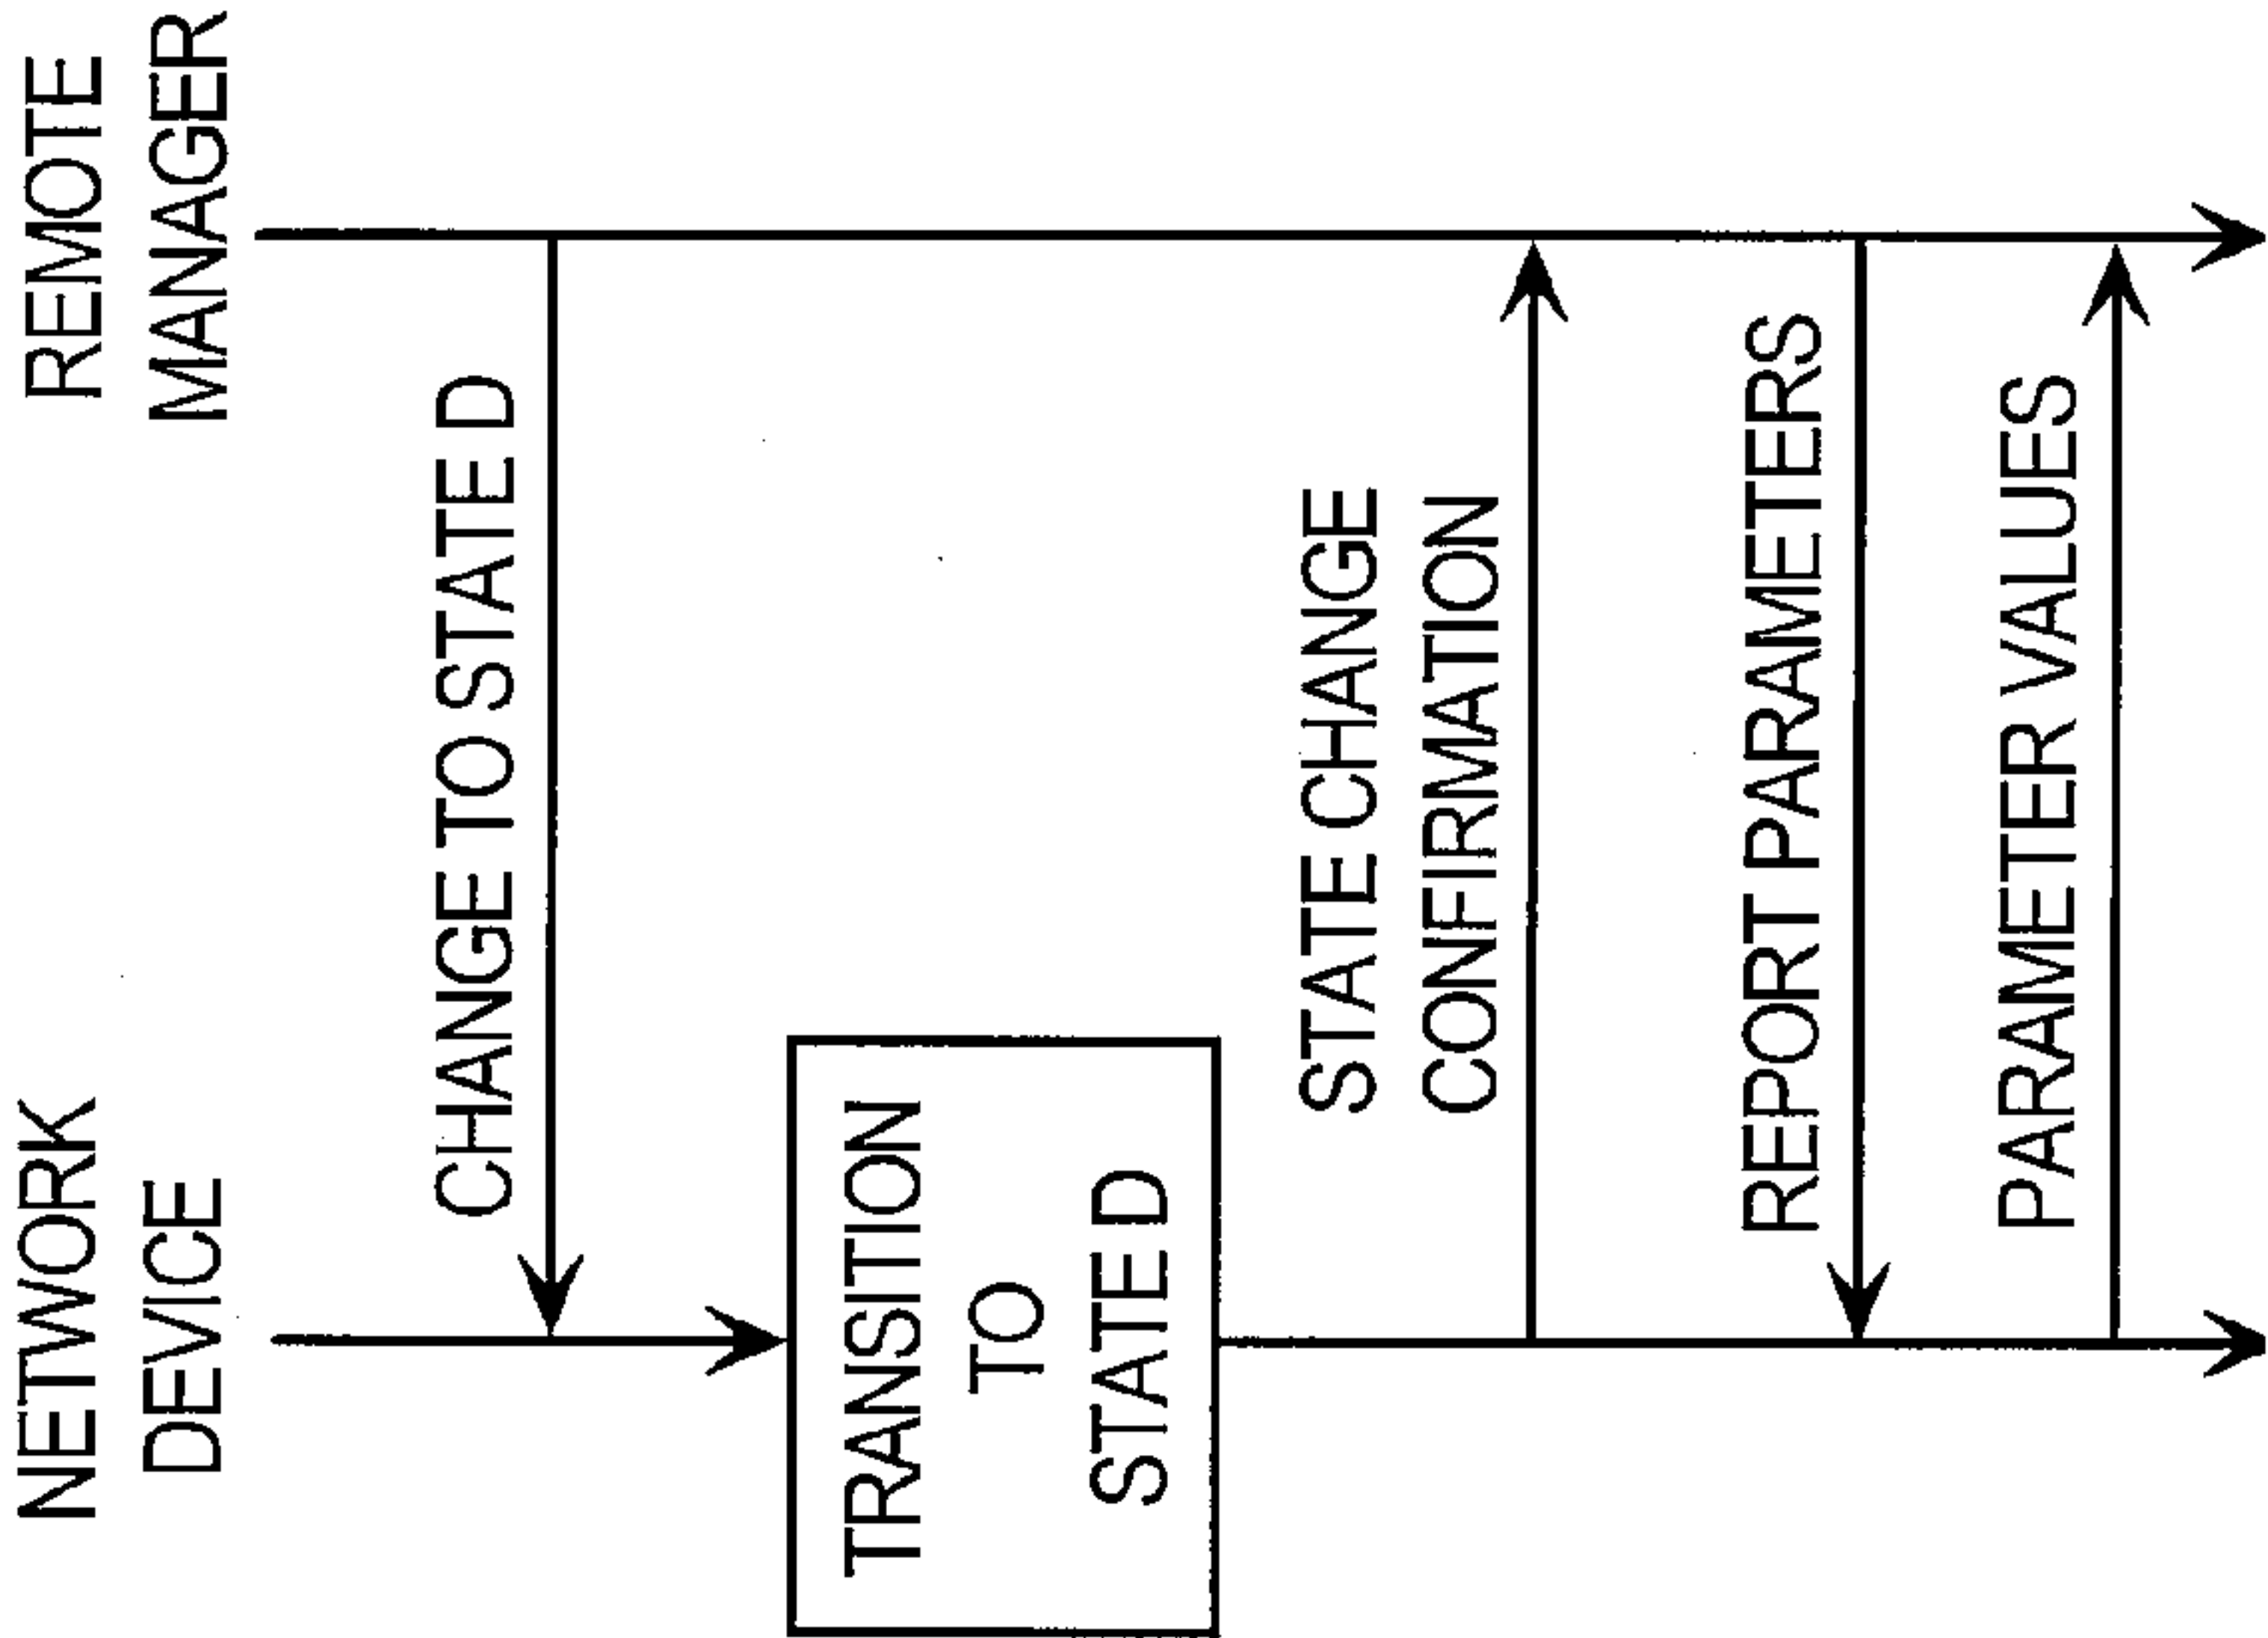 NETWORK
DEVICE
REMOTE
MANAGER
CHANGE TO STATE D
TRANSITION
TO
STATE D
STATE CHANGE
CONFIRMATION
REPORT PARAMETERS
PARAMETER VALUES